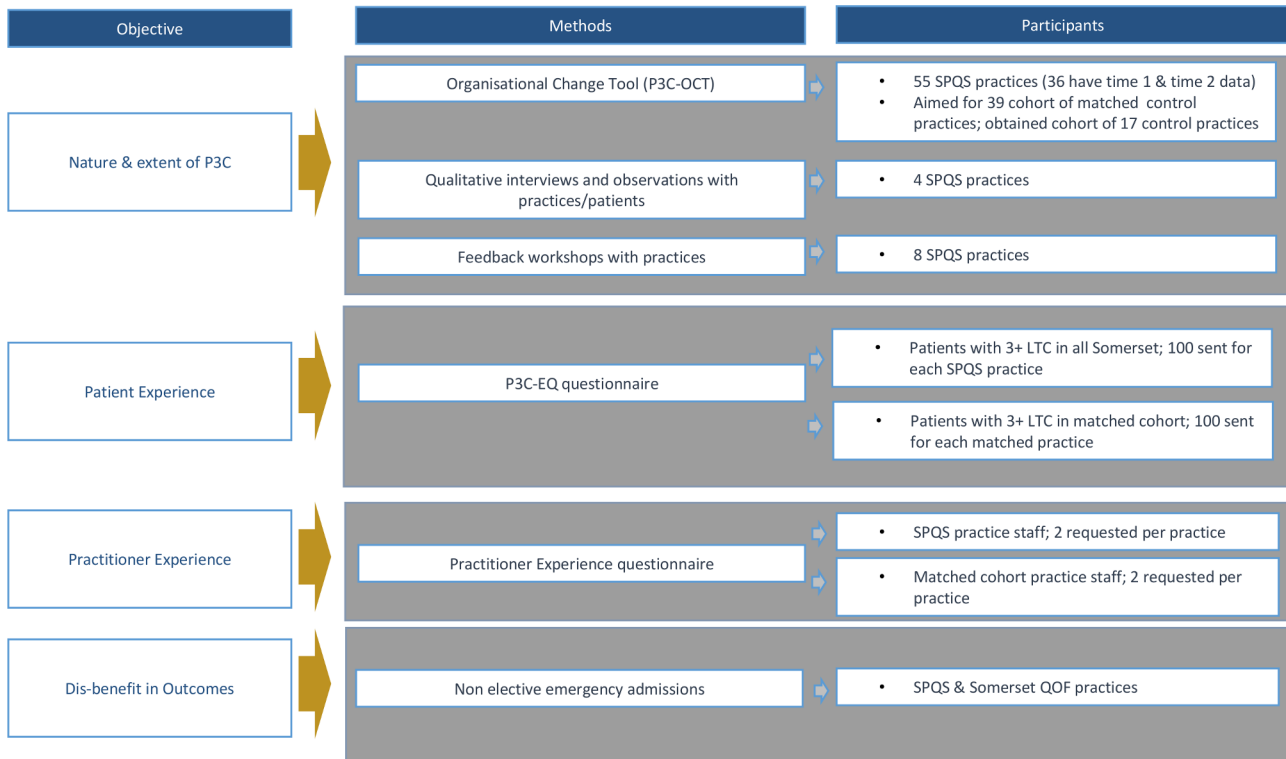 Objective
Methods
Participants
Nature & extent of P3C
Organisational Change Tool (P3C-OCT)
• 55 SPQS practices (36 have time 1 & time 2 data)
• Aimed for 39 cohort of matched control
practices; obtained cohort of 17 control practices
Qualitative interviews and observations with
practices/patients
• 4 SPQS practices
Feedback workshops with practices
• 8 SPQS practices
Patient Experience
P3C-EQ questionnaire
• Patients with 3+ LTC in all Somerset; 100 sent for
each SPQS practice
• Patients with 3+ LTC in matched cohort; 100 sent
for each matched practice
Practitioner Experience
Practitioner Experience questionnaire
• SPQS practice staff; 2 requested per practice
• Matched cohort practice staff; 2 requested per
practice
Dis-benefit in Outcomes
Non elective emergency admissions
• SPQS & Somerset QOF practices